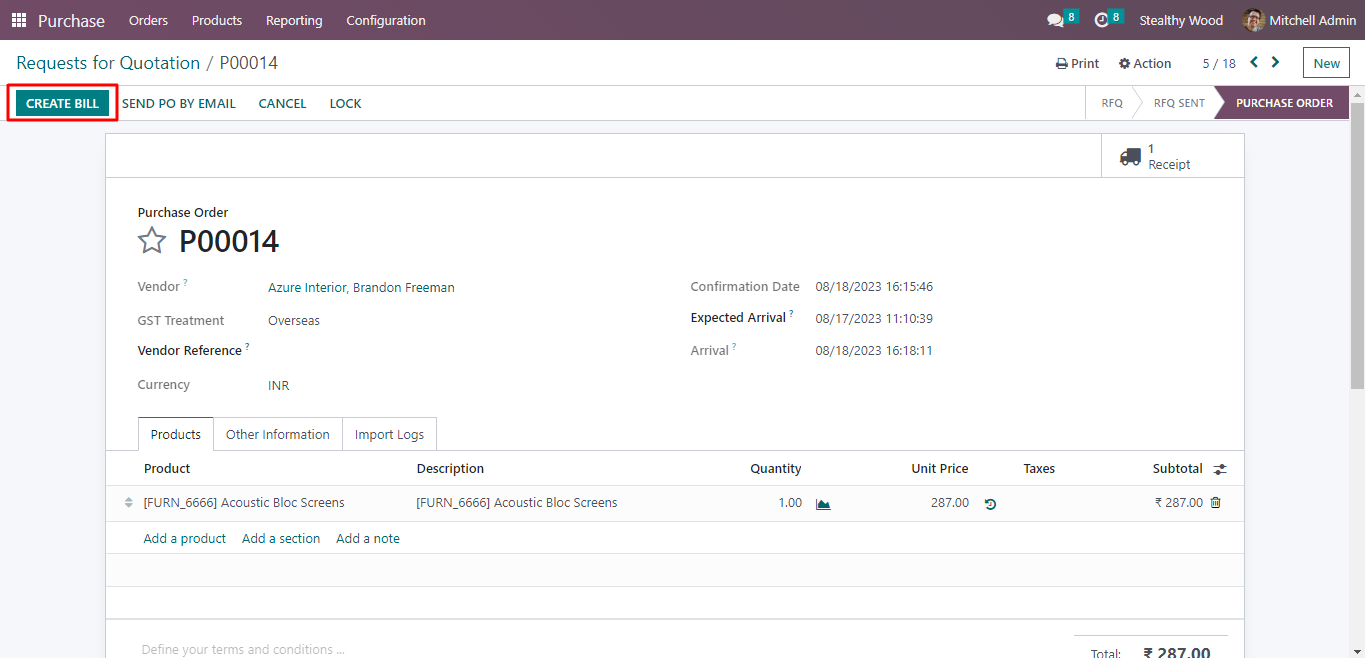 Purchase Orders Products Reporting Configuration 8 8 Stealthy Wood Mitchell Admin
Requests for Quotation / P00014 Print Action 5 / 18 New
CREATE BILL SEND PO BY EMAIL CANCEL LOCK RFQ RFQ SENT PURCHASE ORDER
1
Receipt
Purchase Order
P00014
Vendor ? Azure Interior, Brandon Freeman Confirmation Date 08/18/2023 16:15:46
GST Treatment Overseas Expected Arrival ? 08/17/2023 11:10:39
Vendor Reference ? Arrival ? 08/18/2023 16:18:11
Currency INR
Products Other Information Import Logs
Product Description Quantity Unit Price Taxes Subtotal
[FURN_6666] Acoustic Bloc Screens [FURN_6666] Acoustic Bloc Screens 1.00 287.00 ₹ 287.00
Add a product Add a section Add a note
Define your terms and conditions ... Total: ₹ 287.00